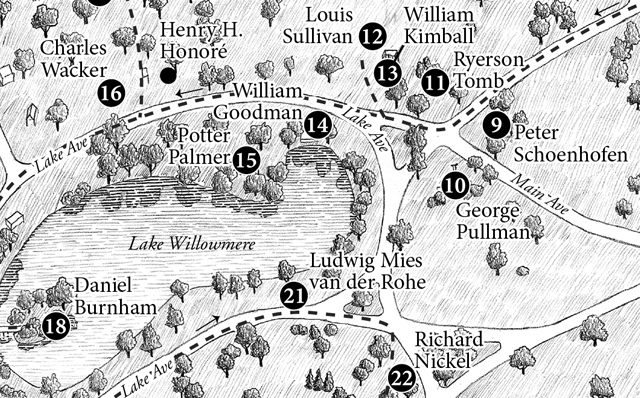 Louis
Sullivan
12
William
Kimball
13
Henry H.
Honoré
Charles
Wacker
16
Ryerson
Tomb
11
William
Goodman
14
Lake Ave
Lake Ave
9
Peter
Schoenhofen
Potter
Palmer
15
10
George
Pullman
Main Ave
Lake Willowmere
Ludwig Mies
van der Rohe
21
Daniel
Burnham
18
Richard
Nickel
22
Lake Ave